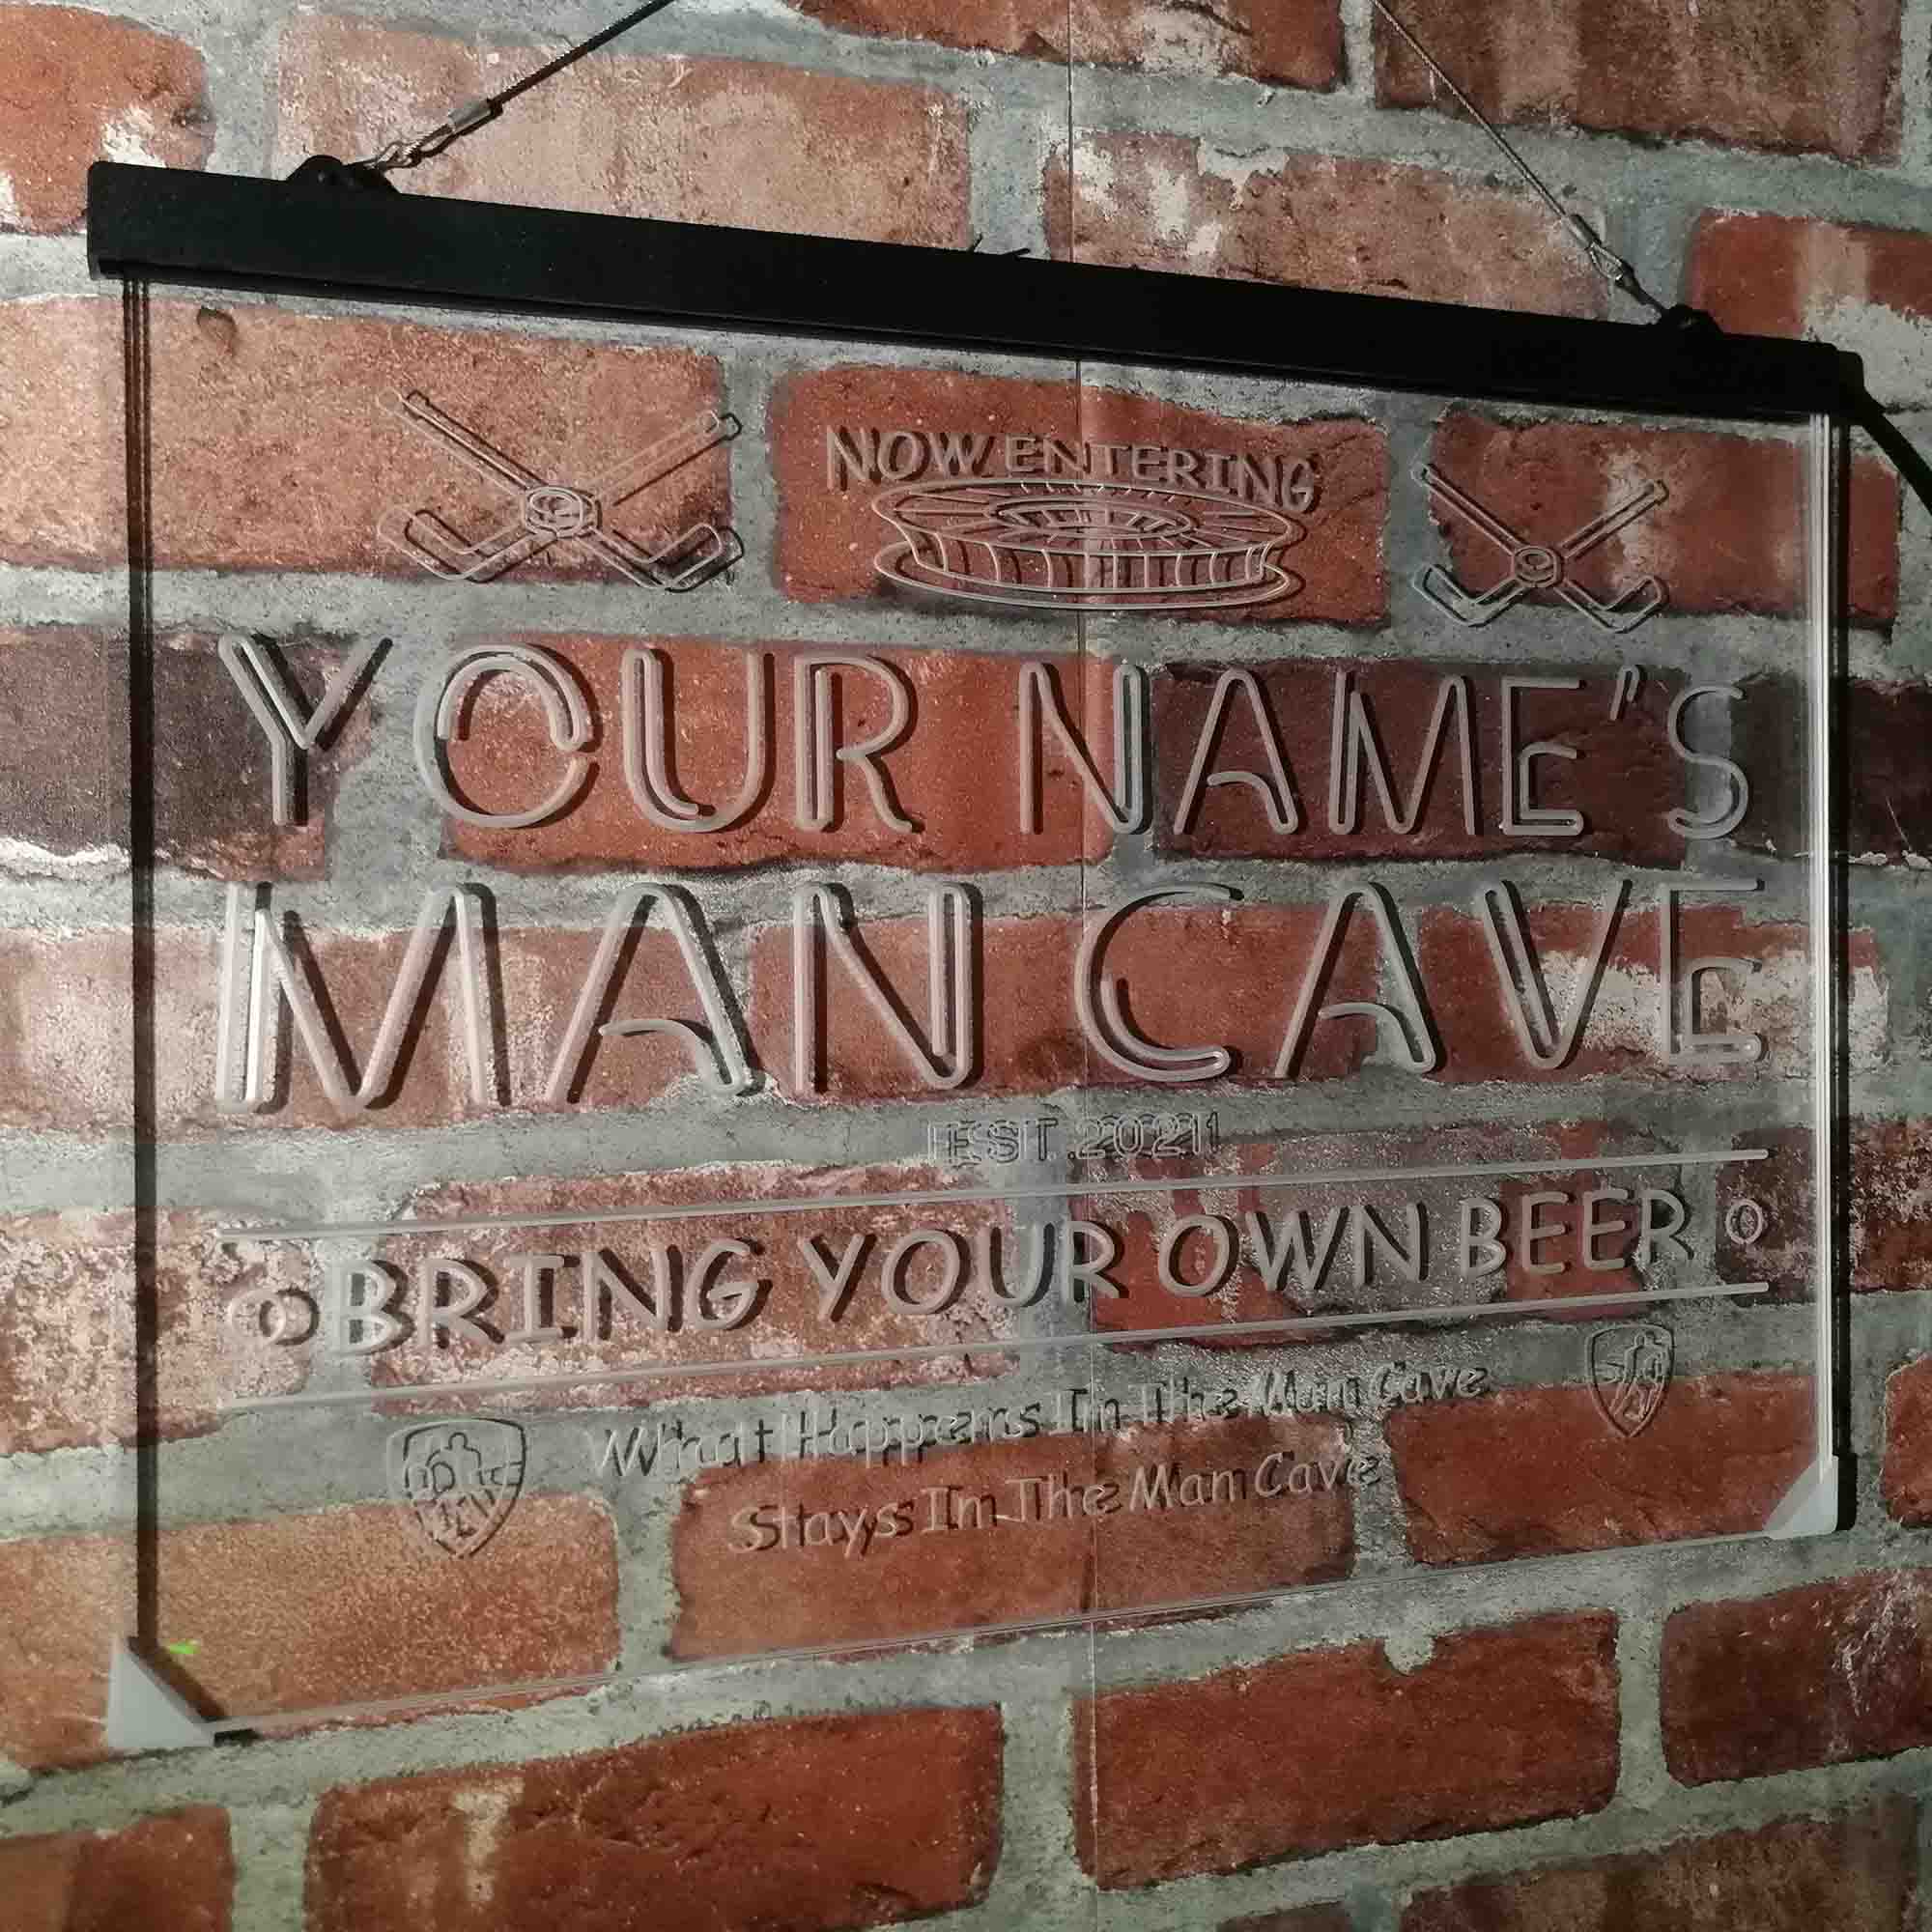 NOW ENTERING
YOUR NAME'S
MAN CAVE
EST.2021
BRING YOUR OWN BEER
What Happens In The Man Cave
Stays In The Man Cave